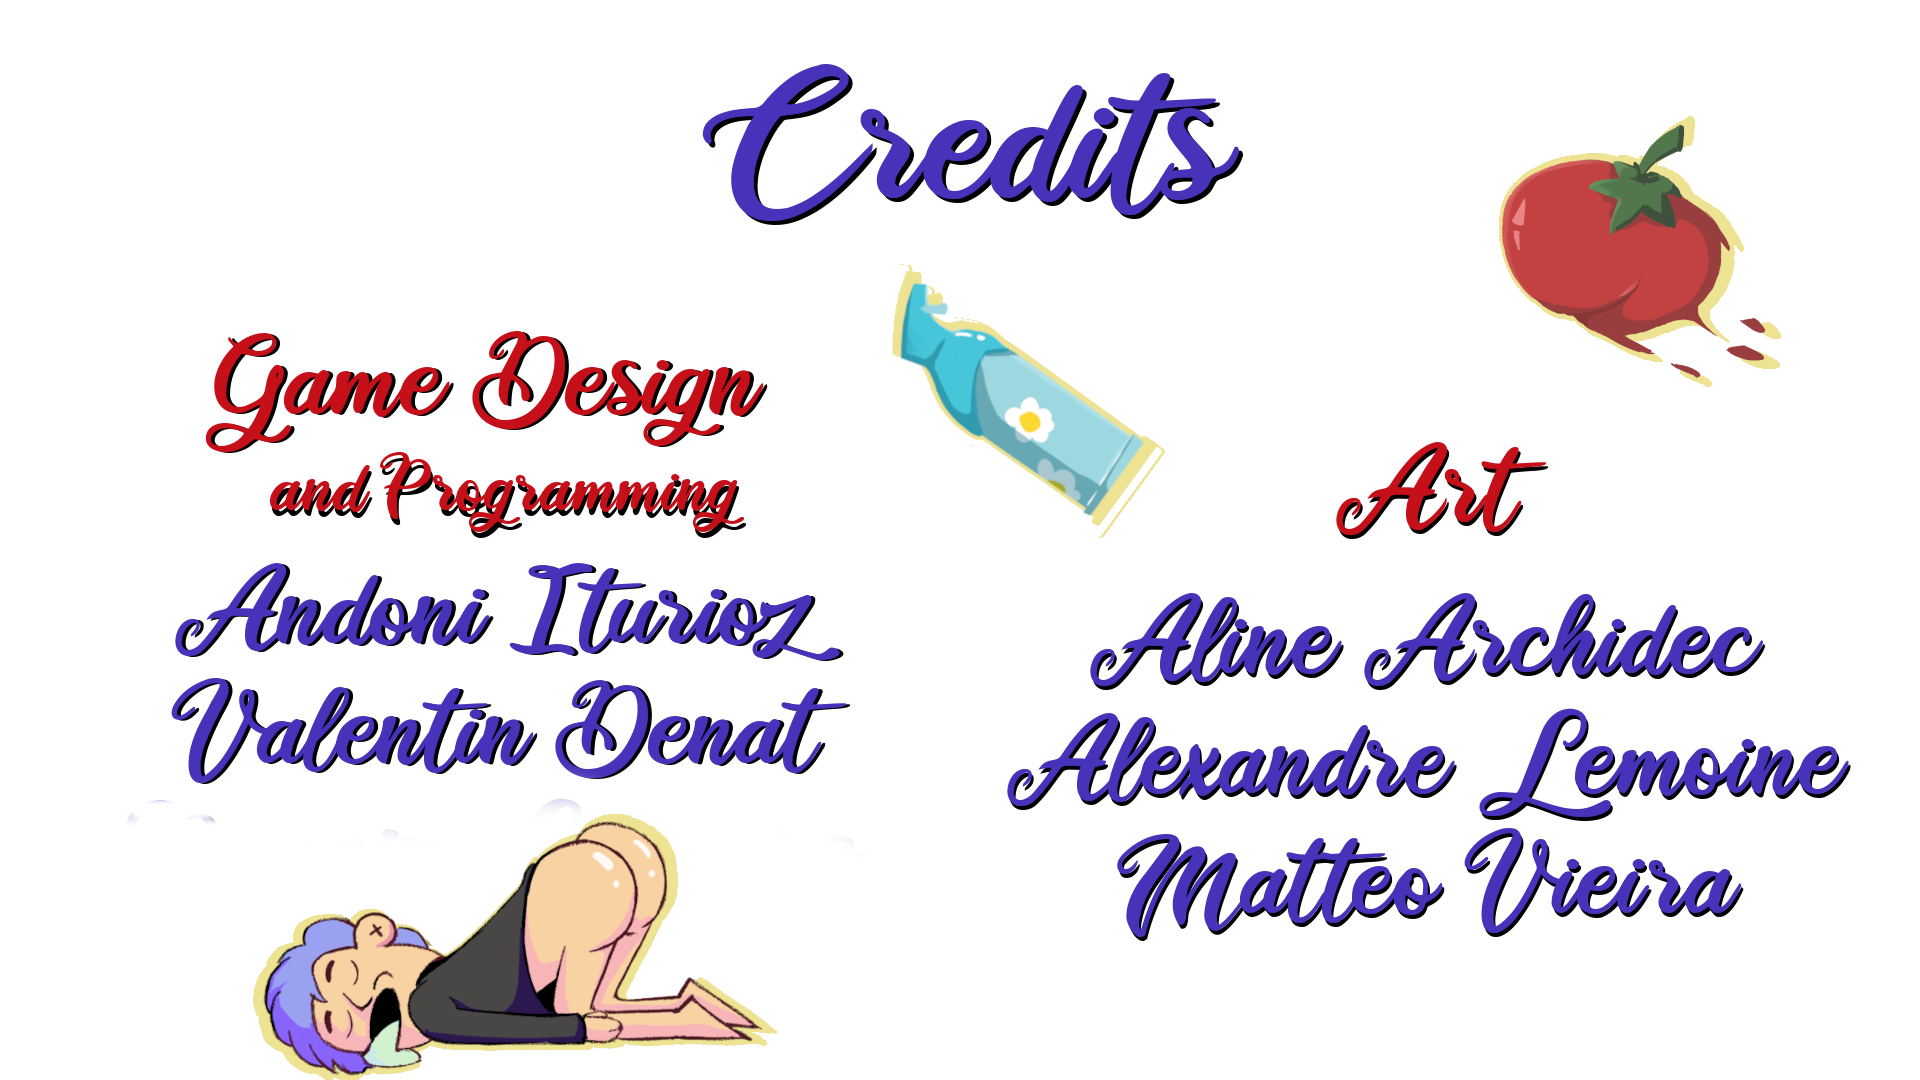 Credits
Game Design
and Programming
Andoni Iturioz
Valentin Denat
Art
Aline Archidec
Alexandre Lemoine
Matteo Vieira